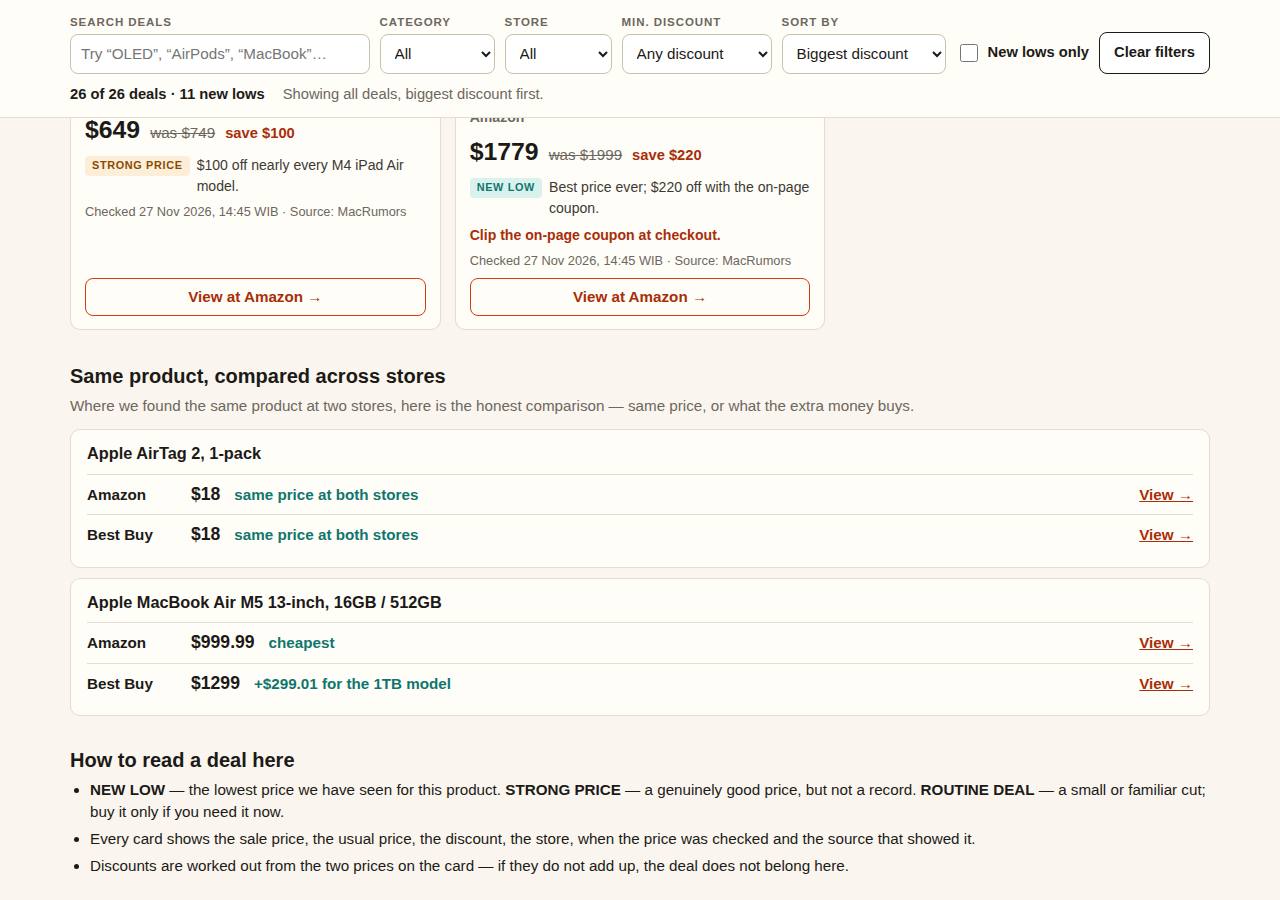 SEARCH DEALS
CATEGORY
STORE
MIN. DISCOUNT
SORT BY
Try “OLED”, “AirPods”, “MacBook”…
All
All
Any discount
Biggest discount
New lows only
Clear filters
26 of 26 deals · 11 new lows Showing all deals, biggest discount first.
$649 was $749 save $100
STRONG PRICE $100 off nearly every M4 iPad Air
model.
Checked 27 Nov 2026, 14:45 WIB · Source: MacRumors
View at Amazon →
Amazon
$1779 was $1999 save $220
NEW LOW Best price ever; $220 off with the on-page
coupon.
Clip the on-page coupon at checkout.
Checked 27 Nov 2026, 14:45 WIB · Source: MacRumors
View at Amazon →
Same product, compared across stores
Where we found the same product at two stores, here is the honest comparison — same price, or what the extra money buys.
Apple AirTag 2, 1-pack
Amazon $18 same price at both stores View →
Best Buy $18 same price at both stores View →
Apple MacBook Air M5 13-inch, 16GB / 512GB
Amazon $999.99 cheapest View →
Best Buy $1299 +$299.01 for the 1TB model View →
How to read a deal here
• NEW LOW — the lowest price we have seen for this product. STRONG PRICE — a genuinely good price, but not a record. ROUTINE DEAL — a small or familiar cut;
buy it only if you need it now.
• Every card shows the sale price, the usual price, the discount, the store, when the price was checked and the source that showed it.
• Discounts are worked out from the two prices on the card — if they do not add up, the deal does not belong here.